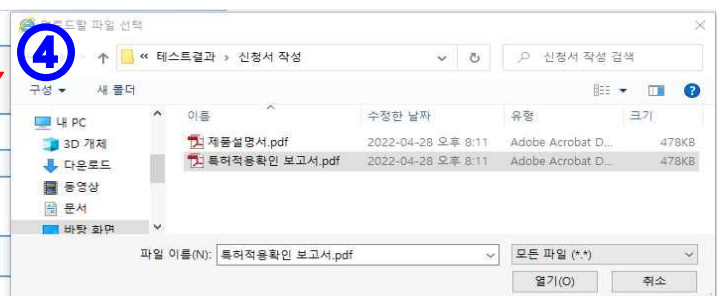 ④
업로드할 파일 선택
« 테스트결과 › 신청서 작성
신청서 작성 검색
구성
새 폴더
이름 수정한 날짜 유형 크기
내 PC
3D 개체
다운로드
동영상
문서
바탕 화면
제품설명서.pdf 2022-04-28 오후 8:11 Adobe Acrobat D... 478KB
특허적용확인 보고서.pdf 2022-04-28 오후 8:11 Adobe Acrobat D... 478KB
파일 이름(N): 특허적용확인 보고서.pdf 모든 파일 (*.*)
열기(O) 취소